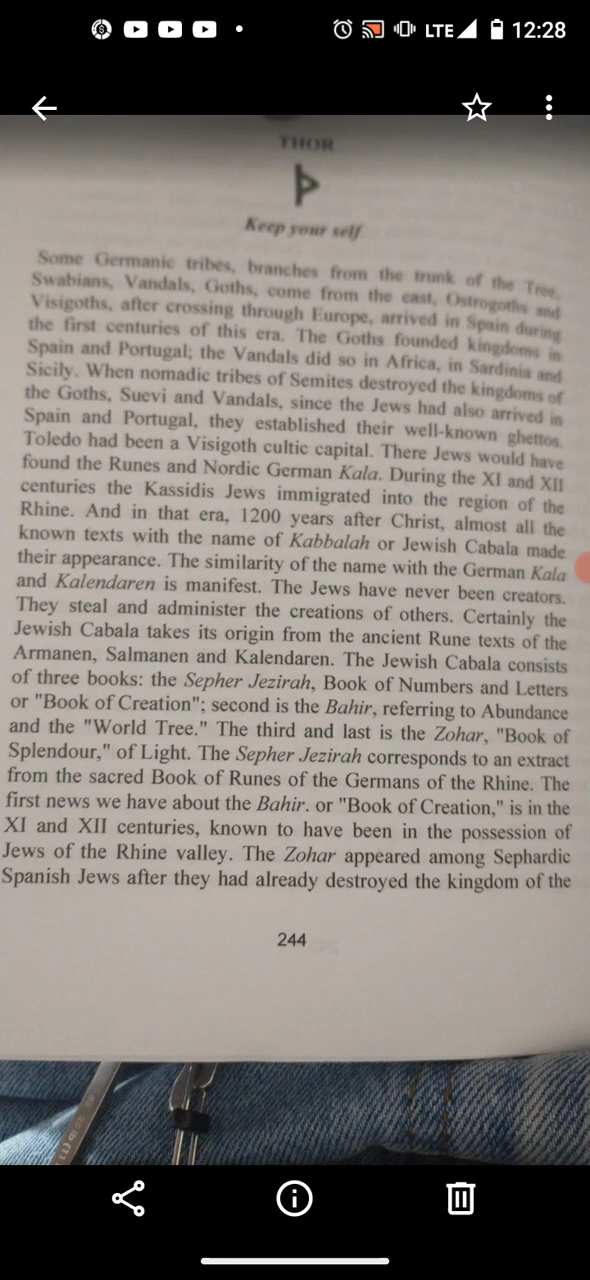 LTE 12:28
THOR
Keep your self
Some Germanic tribes, branches from the trunk of the Tree,
Swabians, Vandals, Goths, come from the east, Ostrogoths and
Visigoths, after crossing through Europe, arrived in Spain during
the first centuries of this era. The Goths founded kingdoms in
Spain and Portugal; the Vandals did so in Africa, in Sardinia and
Sicily. When nomadic tribes of Semites destroyed the kingdoms of
the Goths, Suevi and Vandals, since the Jews had also arrived in
Spain and Portugal, they established their well-known ghettos.
Toledo had been a Visigoth cultic capital. There Jews would have
found the Runes and Nordic German Kala. During the XI and XII
centuries the Kassidis Jews immigrated into the region of the
Rhine. And in that era, 1200 years after Christ, almost all the
known texts with the name of Kabbalah or Jewish Cabala made
their appearance. The similarity of the name with the German Kala
and Kalendaren is manifest. The Jews have never been creators.
They steal and administer the creations of others. Certainly the
Jewish Cabala takes its origin from the ancient Rune texts of the
Armanen, Salmanen and Kalendaren. The Jewish Cabala consists
of three books: the Sepher Jezirah, Book of Numbers and Letters
or "Book of Creation"; second is the Bahir, referring to Abundance
and the "World Tree." The third and last is the Zohar, "Book of
Splendour," of Light. The Sepher Jezirah corresponds to an extract
from the sacred Book of Runes of the Germans of the Rhine. The
first news we have about the Bahir. or "Book of Creation," is in the
XI and XII centuries, known to have been in the possession of
Jews of the Rhine valley. The Zohar appeared among Sephardic
Spanish Jews after they had already destroyed the kingdom of the
244